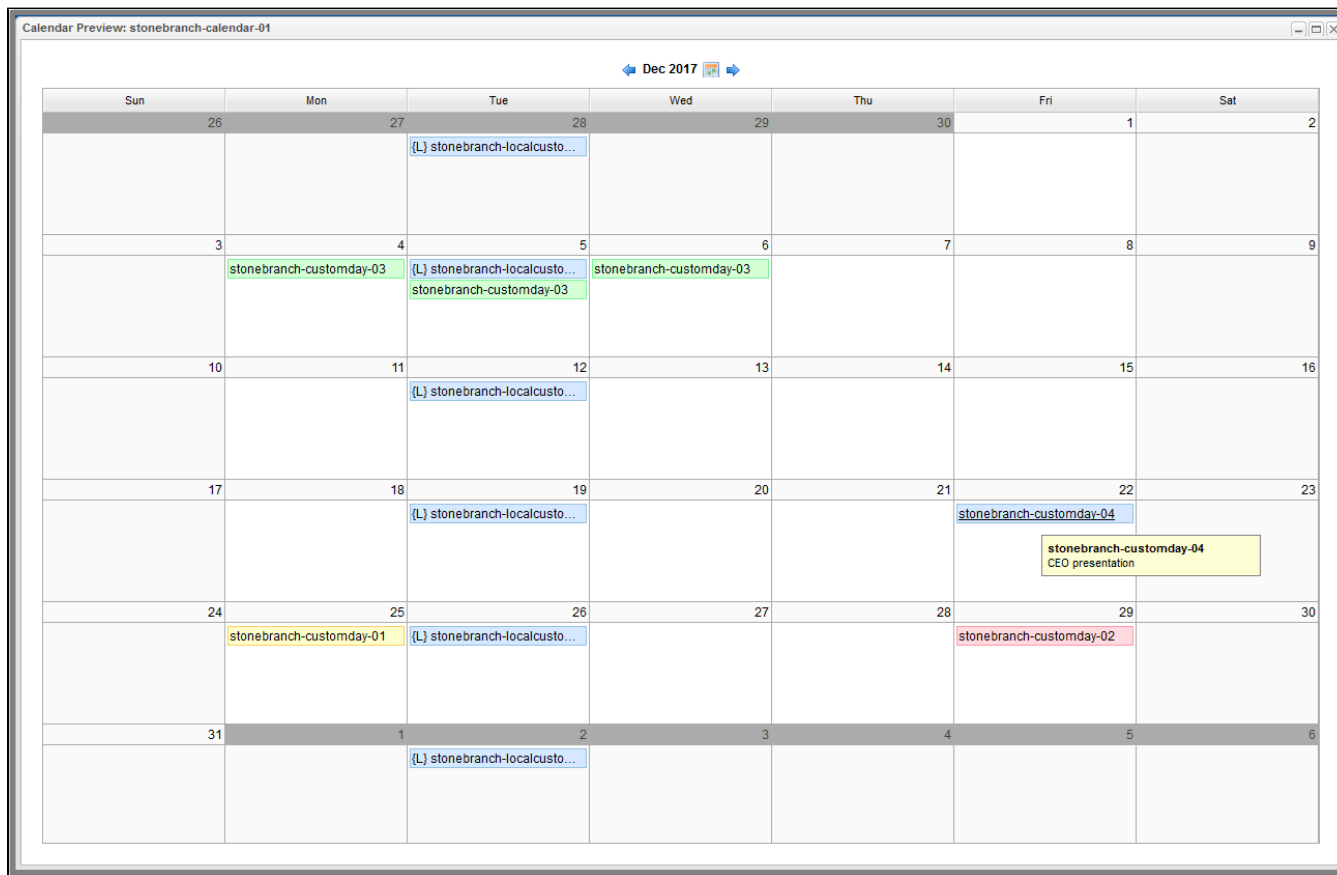 Calendar Preview: stonebranch-calendar-01
Dec 2017
Sun Mon Tue Wed Thu Fri Sat
26 27 28 29 30 1 2
{L} stonebranch-localcusto...
3 4 5 6 7 8 9
stonebranch-customday-03 {L} stonebranch-localcusto... stonebranch-customday-03
stonebranch-customday-03
10 11 12 13 14 15 16
{L} stonebranch-localcusto...
17 18 19 20 21 22 23
{L} stonebranch-localcusto... stonebranch-customday-04
stonebranch-customday-04
CEO presentation
24 25 26 27 28 29 30
stonebranch-customday-01 {L} stonebranch-localcusto... stonebranch-customday-02
31 1 2 3 4 5 6
{L} stonebranch-localcusto...